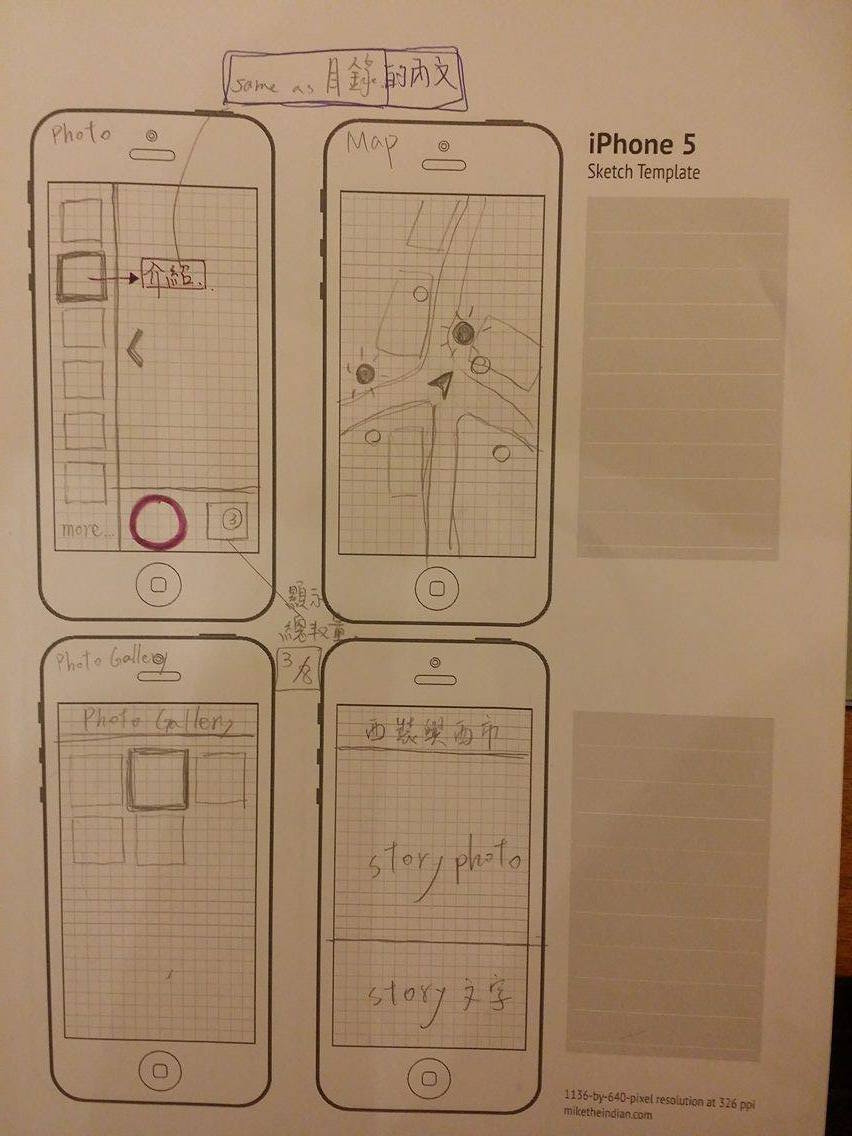 same as 目錄的內文
Photo
Map
iPhone 5
Sketch Template
介紹
3
more...
顯示
總數量
3/8
Photo Gallery
Photo Gallery
西裝與西市
story photo
story 文字
1136-by-640-pixel resolution at 326 ppi
miketheindian.com